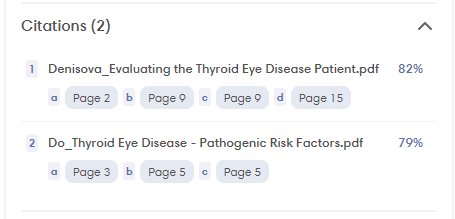 Citations (2)
1 Denisova_Evaluating the Thyroid Eye Disease Patient.pdf 82%
a Page 2 b Page 9 c Page 9 d Page 15
2 Do_Thyroid Eye Disease - Pathogenic Risk Factors.pdf 79%
a Page 3 b Page 5 c Page 5